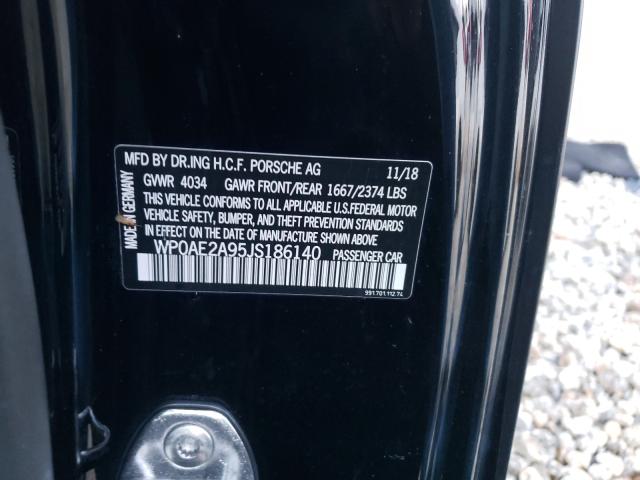 MFD BY DR.ING H.C.F. PORSCHE AG 11/18
GVWR 4034 GAWR FRONT/REAR 1667/2374 LBS
THIS VEHICLE CONFORMS TO ALL APPLICABLE U.S.FEDERAL MOTOR
VEHICLE SAFETY, BUMPER, AND THEFT PREVENTION STANDARDS
IN EFFECT ON THE DATE OF MANUFACTURE SHOWN ABOVE.
WP0AF2A95JS186140 PASSENGER CAR
991.701.112.74
MADE IN GERMANY